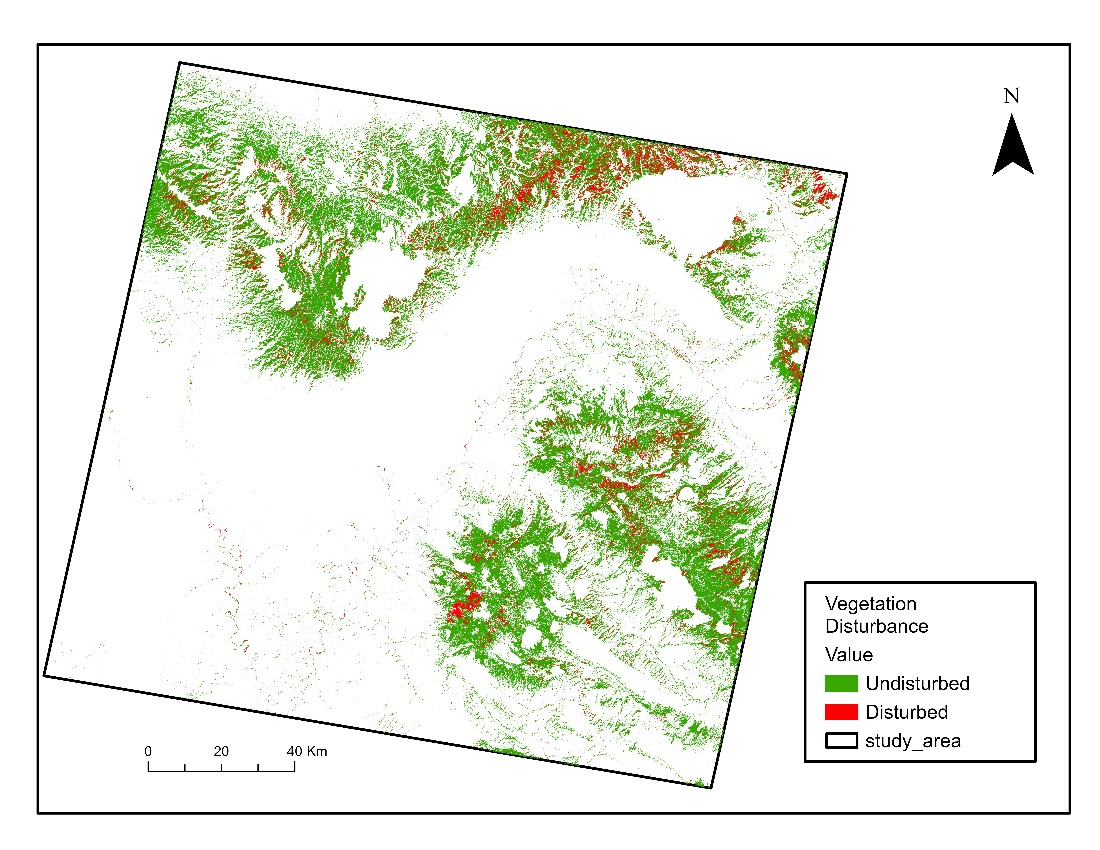 N
Vegetation
Disturbance
Value
Undisturbed
Disturbed
study_area
0 20 40 Km